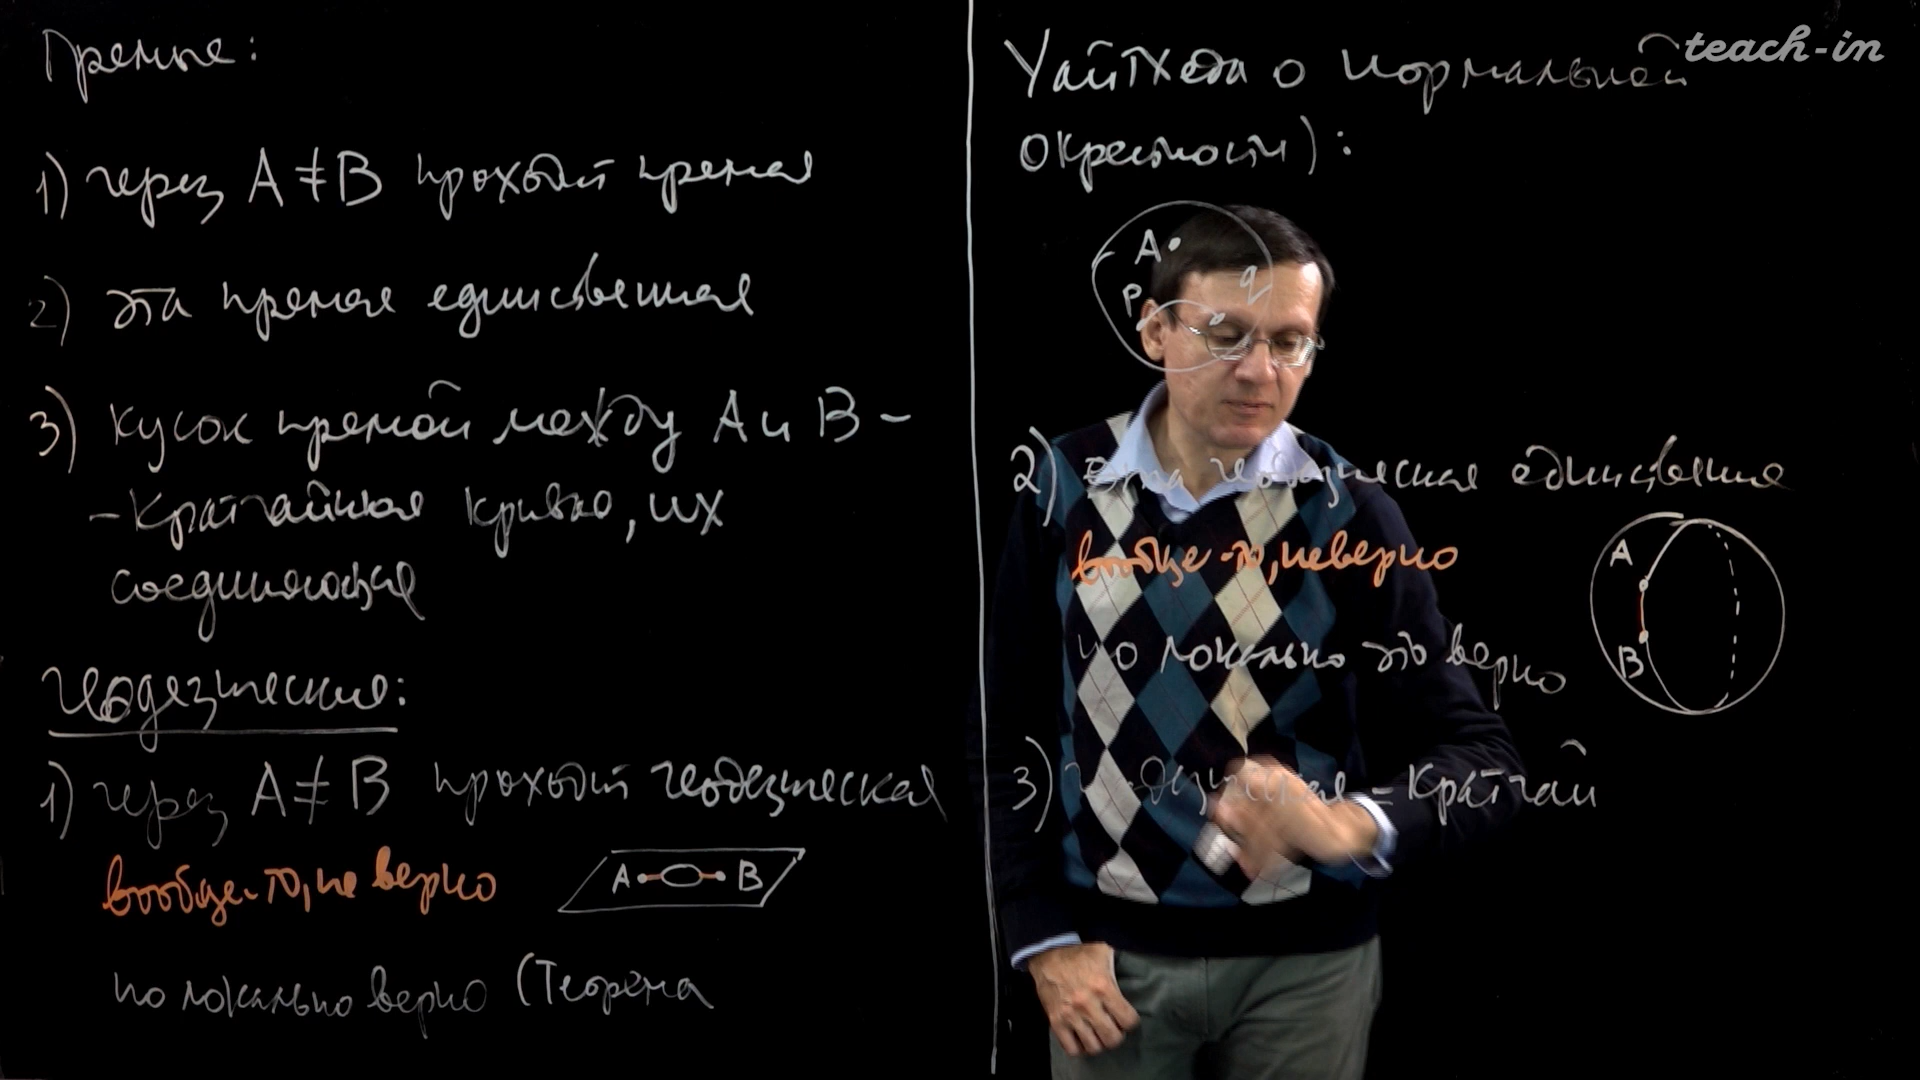 Прямые:
1) через A ≠ B проходит прямая
2) эта прямая единственная
3) кусок прямой между A и B –
– кратчайшая кривая, их
соединяющая
Геодезические:
1) через A ≠ B проходит геодезическая
вообще-то, не верно
A B
но локально верно (Теорема
teach-in
Уайтхеда о нормальной
окрестности):
A
p q
2) Эта геодезическая единственная
вообще-то, неверно
A
но локально это верно
B
3) геодезическая = кратчай